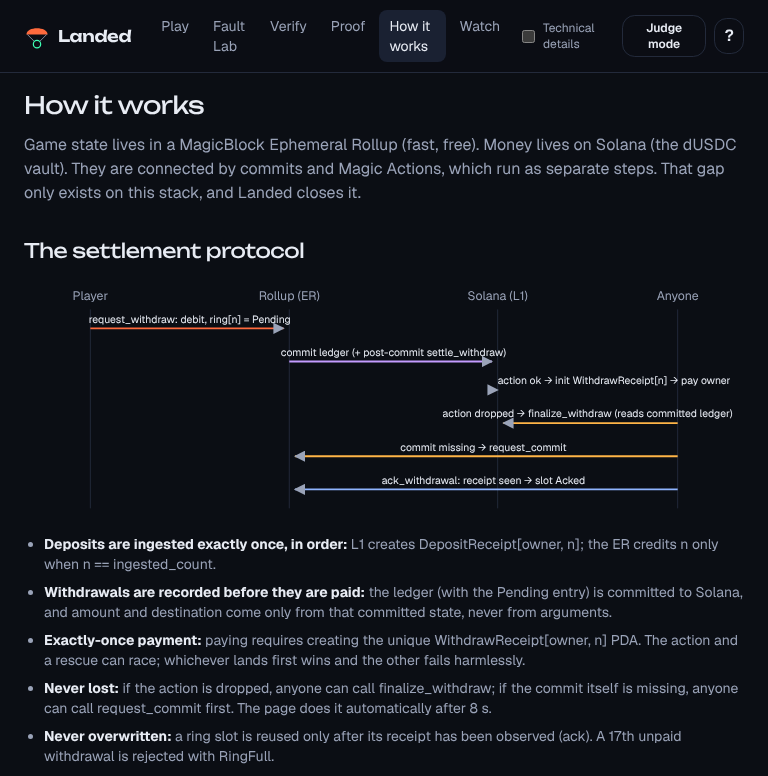 Landed
Play
Fault
Lab
Verify
Proof
How it
works
Watch
Technical
details
Judge
mode
?
How it works
Game state lives in a MagicBlock Ephemeral Rollup (fast, free). Money lives on Solana (the dUSDC
vault). They are connected by commits and Magic Actions, which run as separate steps. That gap
only exists on this stack, and Landed closes it.
The settlement protocol
Player
Rollup (ER)
Solana (L1)
Anyone
request_withdraw: debit, ring[n] = Pending
commit ledger (+ post-commit settle_withdraw)
action ok → init WithdrawReceipt[n] → pay owner
action dropped → finalize_withdraw (reads committed ledger)
commit missing → request_commit
ack_withdrawal: receipt seen → slot Acked
• Deposits are ingested exactly once, in order: L1 creates DepositReceipt[owner, n]; the ER credits n only
when n == ingested_count.
• Withdrawals are recorded before they are paid: the ledger (with the Pending entry) is committed to Solana,
and amount and destination come only from that committed state, never from arguments.
• Exactly-once payment: paying requires creating the unique WithdrawReceipt[owner, n] PDA. The action and
a rescue can race; whichever lands first wins and the other fails harmlessly.
• Never lost: if the action is dropped, anyone can call finalize_withdraw; if the commit itself is missing, anyone
can call request_commit first. The page does it automatically after 8 s.
• Never overwritten: a ring slot is reused only after its receipt has been observed (ack). A 17th unpaid
withdrawal is rejected with RingFull.